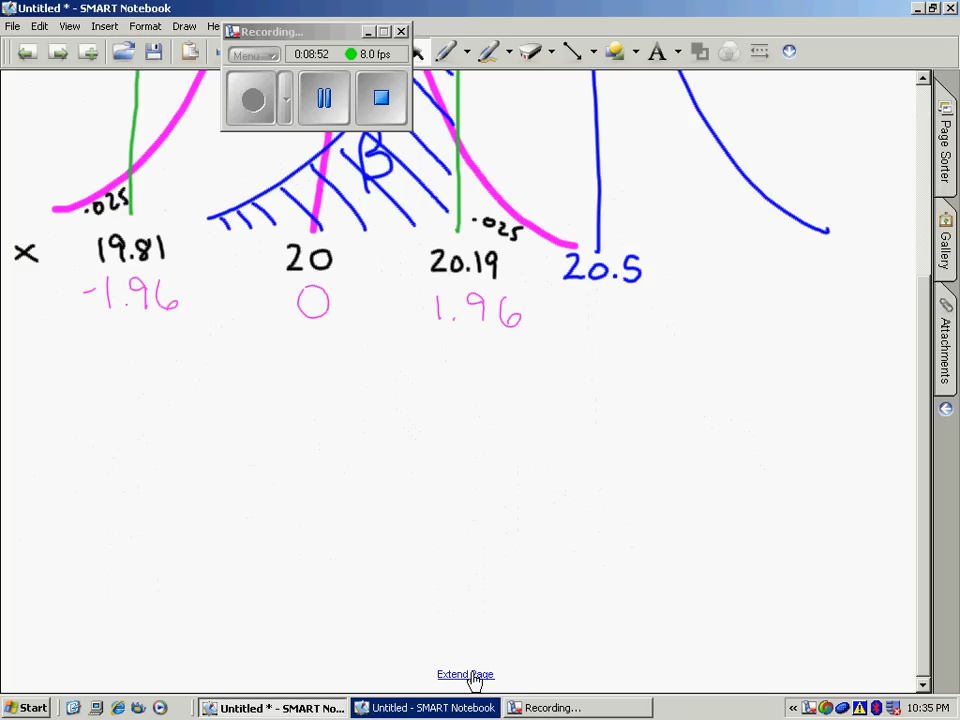 Untitled * - SMART Notebook
File Edit View Insert Format Draw He
Recording...
Menu 0:08:52 8.0 fps
A
β
.025
.025
x 19.81 20 20.19 20.5
-1.96 0 1.96
Page Sorter
Gallery
Attachments
Extend Page
Start Untitled * - SMART No... Untitled - SMART Notebook Recording... « 10:35 PM